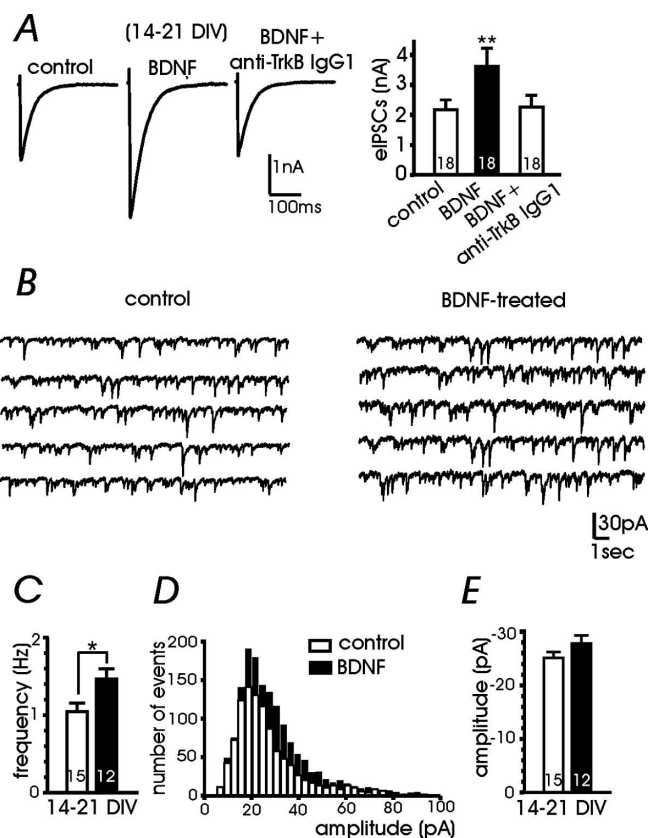 A
(14-21 DIV)
control
BDNF
BDNF+
anti-TrkB IgG1
1nA
100ms
eIPSCs (nA)
4
3
2
1
0
**
18
18
18
control
BDNF
BDNF+
anti-TrkB IgG1
B
control
BDNF-treated
30pA
1sec
C
frequency (Hz)
2
1
0
*
15
12
14-21 DIV
D
number of events
200
150
100
50
0
control
BDNF
0
20
40
60
80
100
amplitude (pA)
E
amplitude (pA)
-30
-20
-10
0
15
12
14-21 DIV